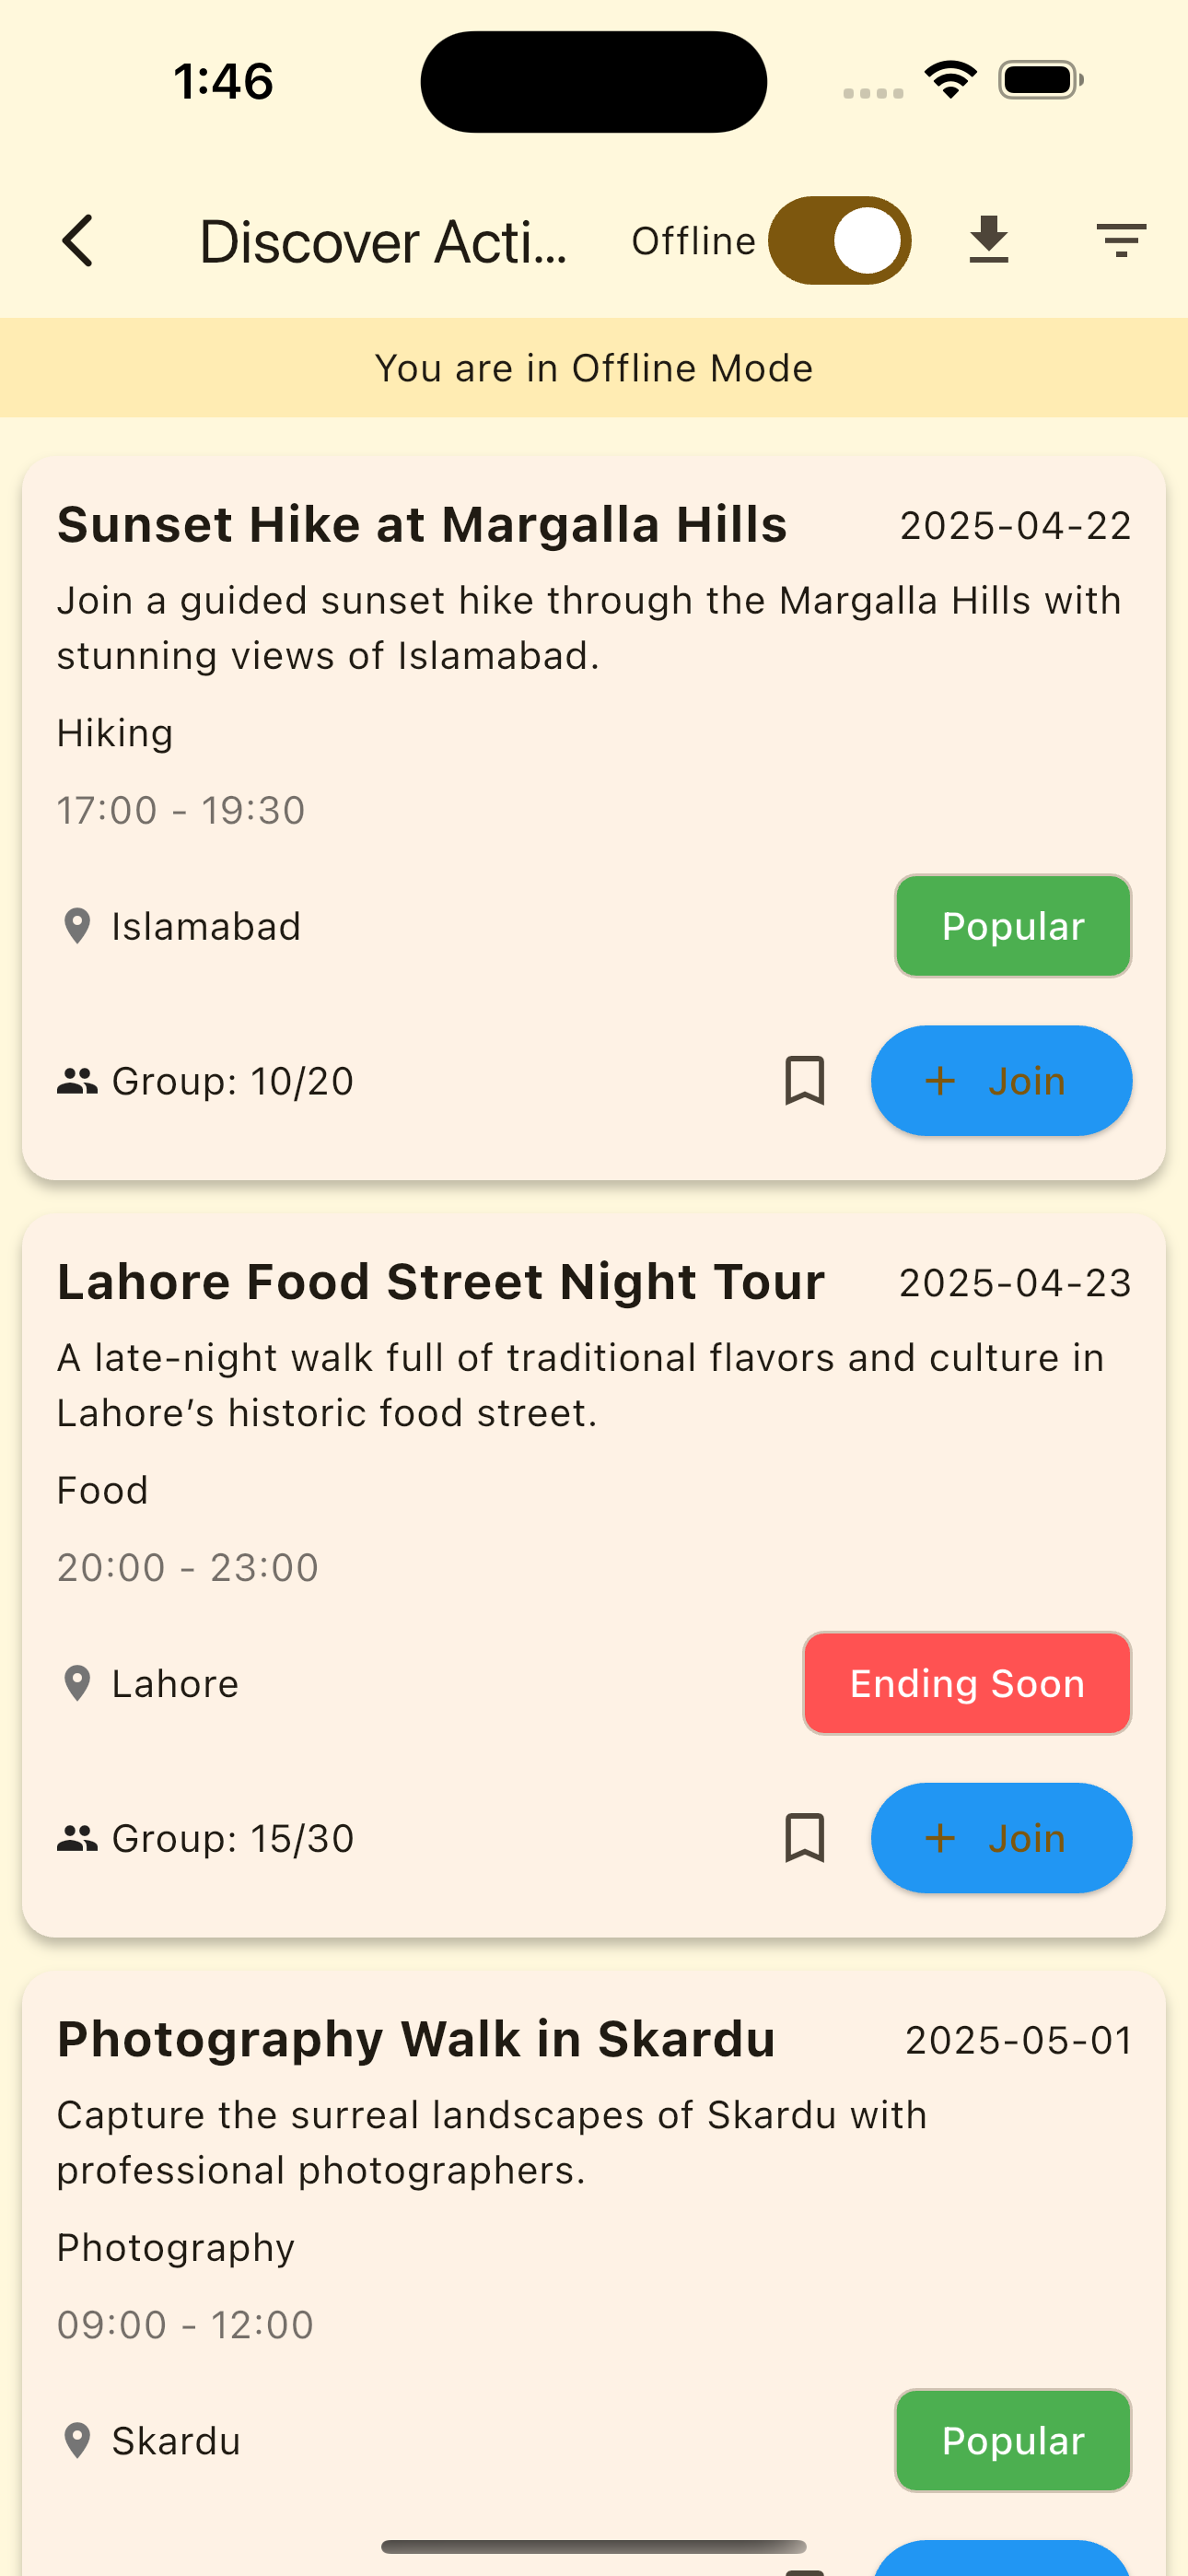 1:46
Discover Acti...
Offline
You are in Offline Mode
Sunset Hike at Margalla Hills
2025-04-22
Join a guided sunset hike through the Margalla Hills with
stunning views of Islamabad.
Hiking
17:00 - 19:30
Islamabad
Popular
Group: 10/20
+ Join
Lahore Food Street Night Tour
2025-04-23
A late-night walk full of traditional flavors and culture in
Lahore’s historic food street.
Food
20:00 - 23:00
Lahore
Ending Soon
Group: 15/30
+ Join
Photography Walk in Skardu
2025-05-01
Capture the surreal landscapes of Skardu with
professional photographers.
Photography
09:00 - 12:00
Skardu
Popular